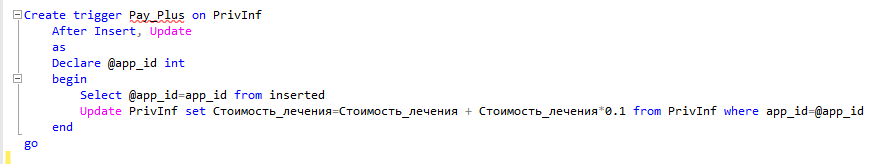 Create trigger Pay_Plus on PrivInf
After Insert, Update
as
Declare @app_id int
begin
Select @app_id=app_id from inserted
Update PrivInf set Стоимость_лечения=Стоимость_лечения + Стоимость_лечения*0.1 from PrivInf where app_id=@app_id
end
go